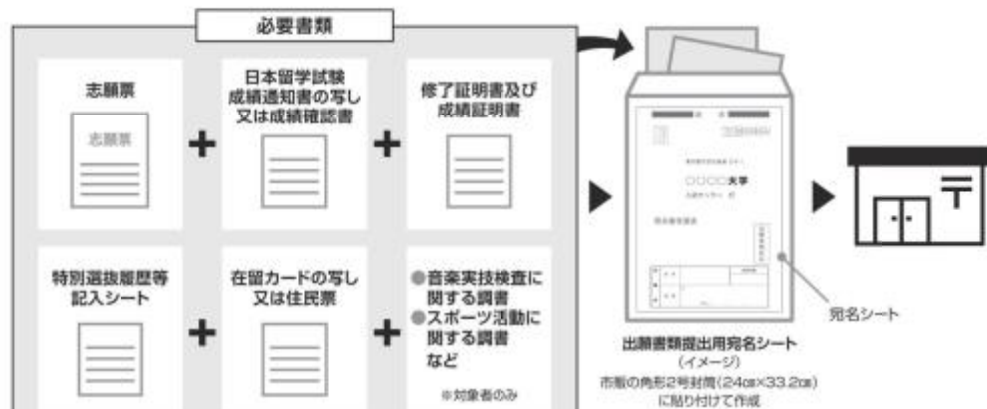 必要書類
志願票
志願票
日本留学試験
成績通知書の写し
又は成績確認書
修了証明書及び
成績証明書
特別選抜履歴等
記入シート
在留カードの写し
又は住民票
●音楽実技検査に
関する調書
●スポーツ活動に
関する調書
など
※対象者のみ
○○○○大学
宛名シート
出願書類提出用宛名シート
(イメージ)
市販の角形2号封筒(24㎝×33.2㎝)
に貼り付けて作成
〒